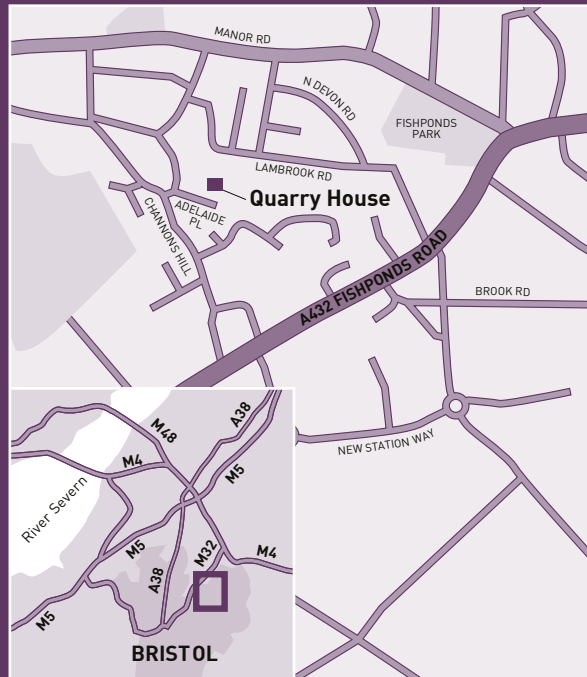 MANOR RD
N DEVON RD
FISHPONDS
PARK
LAMBROOK RD
Quarry House
ADELAIDE
PL
CHANNONS HILL
A432 FISHPONDS ROAD
BROOK RD
NEW STATION WAY
M48
A38
M4
M5
River Severn
M5
M32
M4
A38
M5
BRISTOL